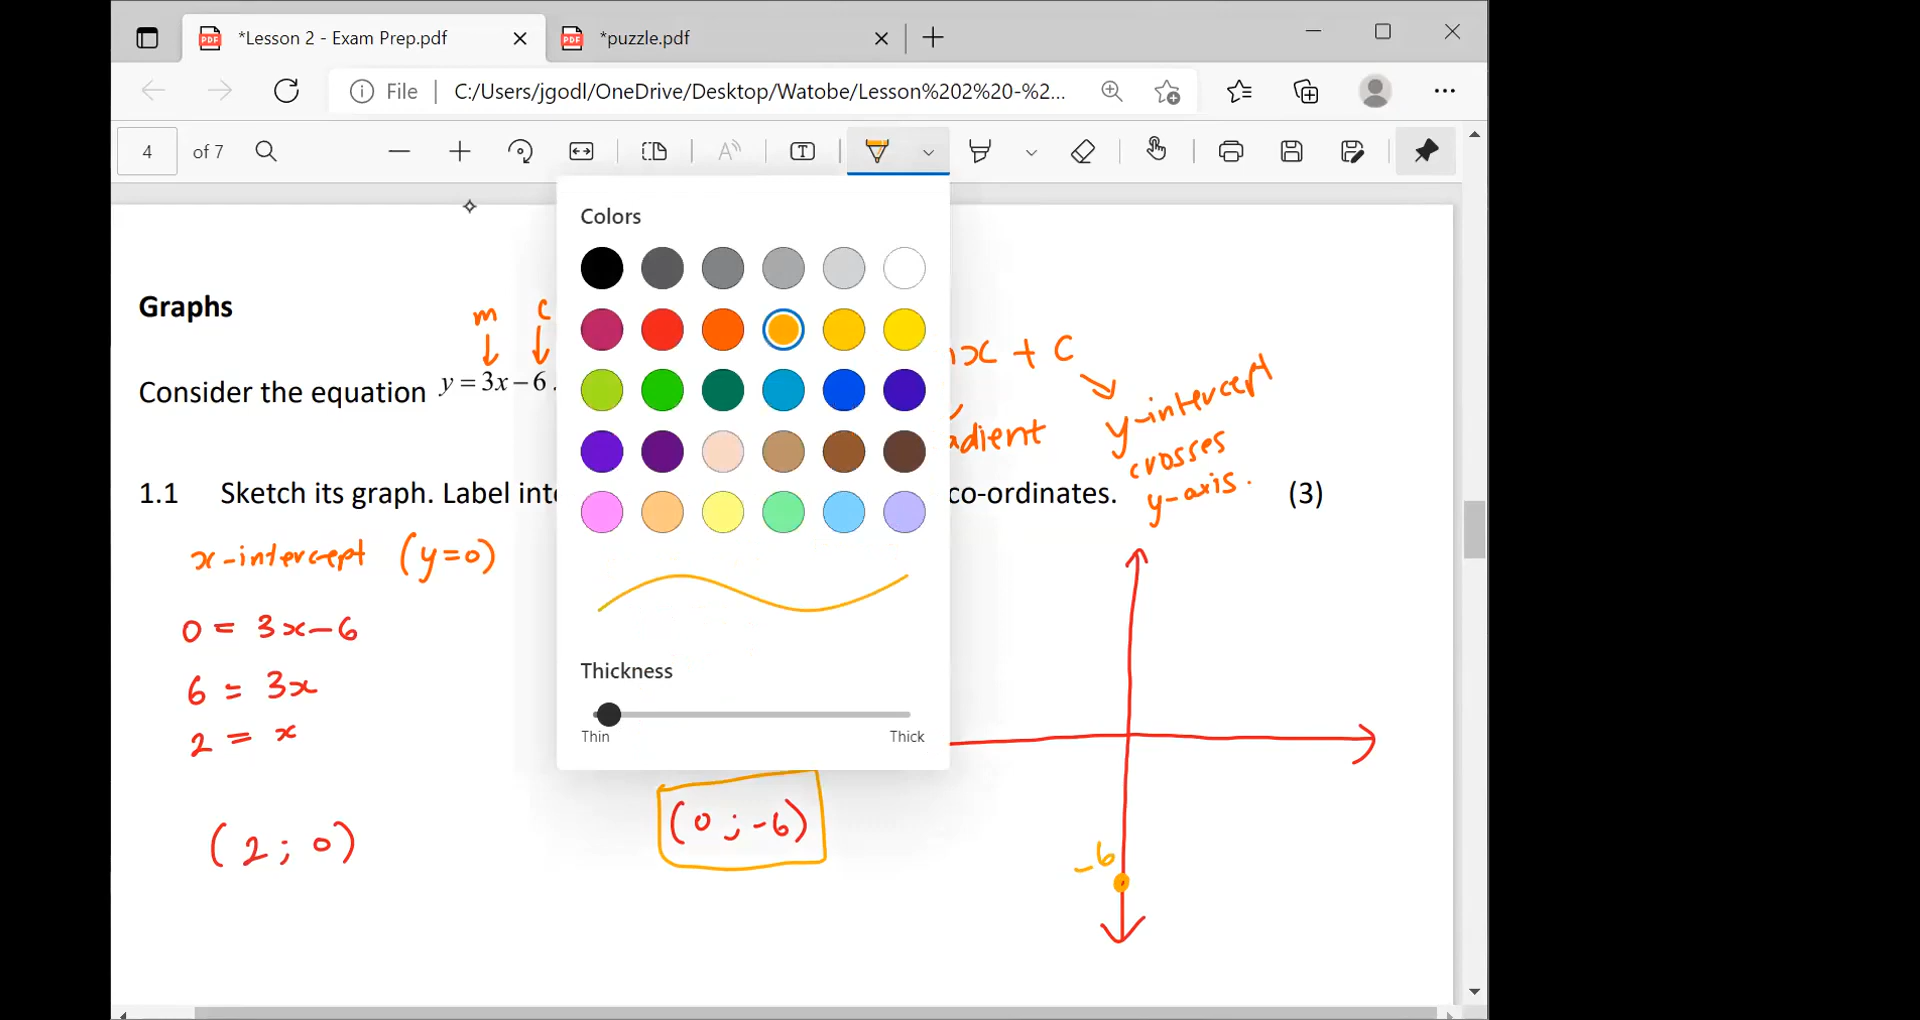 *Lesson 2 - Exam Prep.pdf
*puzzle.pdf
File
C:/Users/jgodl/OneDrive/Desktop/Watobe/Lesson%202%20-%2...
4 of 7
Colors
Thickness
Thin Thick
Graphs
m c
x + C
Consider the equation y = 3x − 6.
adient
y-intercept
crosses
y-axis.
1.1 Sketch its graph. Label inte co-ordinates. (3)
x-intercept (y=0)
0 = 3x-6
6 = 3x
2 = x
(2 ; 0)
(0 ; -6)
-6